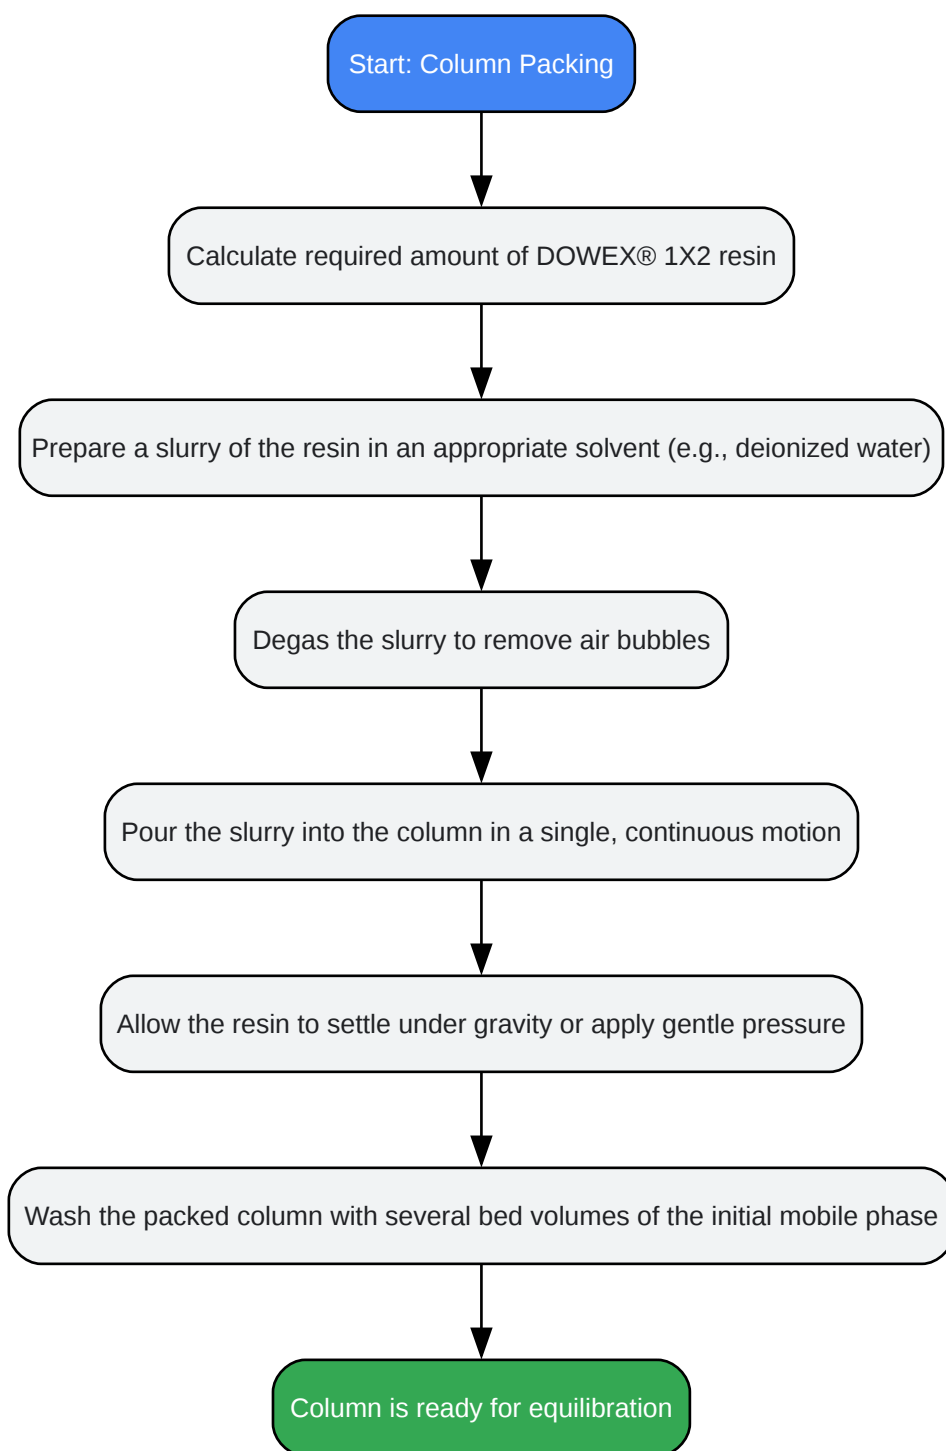 Start: Column Packing
Calculate required amount of DOWEX® 1X2 resin
Prepare a slurry of the resin in an appropriate solvent (e.g., deionized water)
Degas the slurry to remove air bubbles
Pour the slurry into the column in a single, continuous motion
Allow the resin to settle under gravity or apply gentle pressure
Wash the packed column with several bed volumes of the initial mobile phase
Column is ready for equilibration